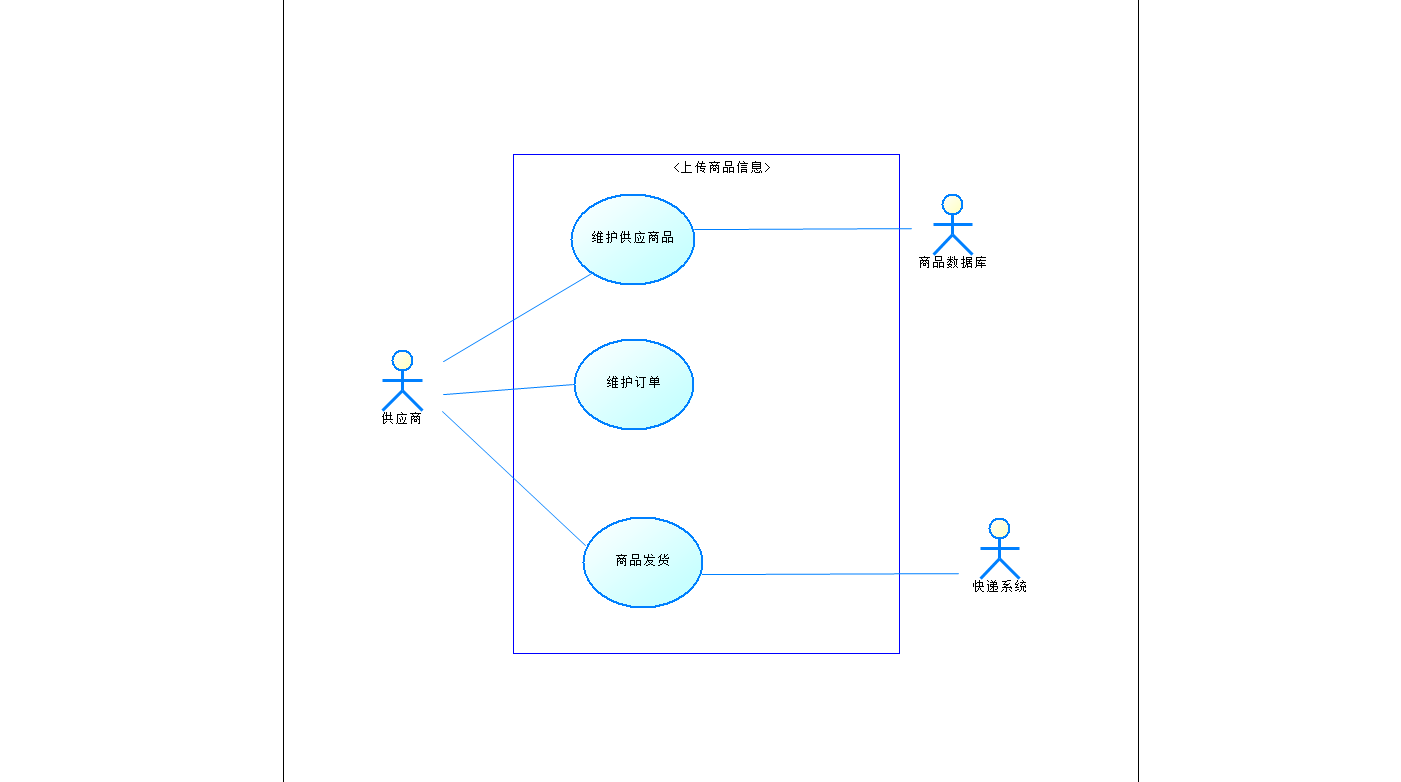 <上传商品信息>
维护供应商品
商品数据库
维护订单
供应商
商品发货
快递系统